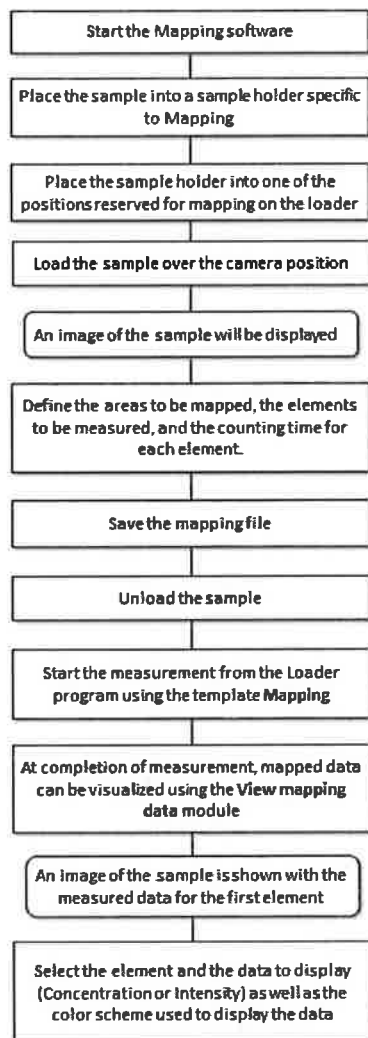 Start the Mapping software
Place the sample into a sample holder specific
to Mapping
Place the sample holder into one of the
positions reserved for mapping on the loader
Load the sample over the camera position
An image of the sample will be displayed
Define the areas to be mapped, the elements
to be measured, and the counting time for
each element.
Save the mapping file
Unload the sample
Start the measurement from the Loader
program using the template Mapping
At completion of measurement, mapped data
can be visualized using the View mapping
data module
An image of the sample is shown with the
measured data for the first element
Select the element and the data to display
(Concentration or Intensity) as well as the
color scheme used to display the data